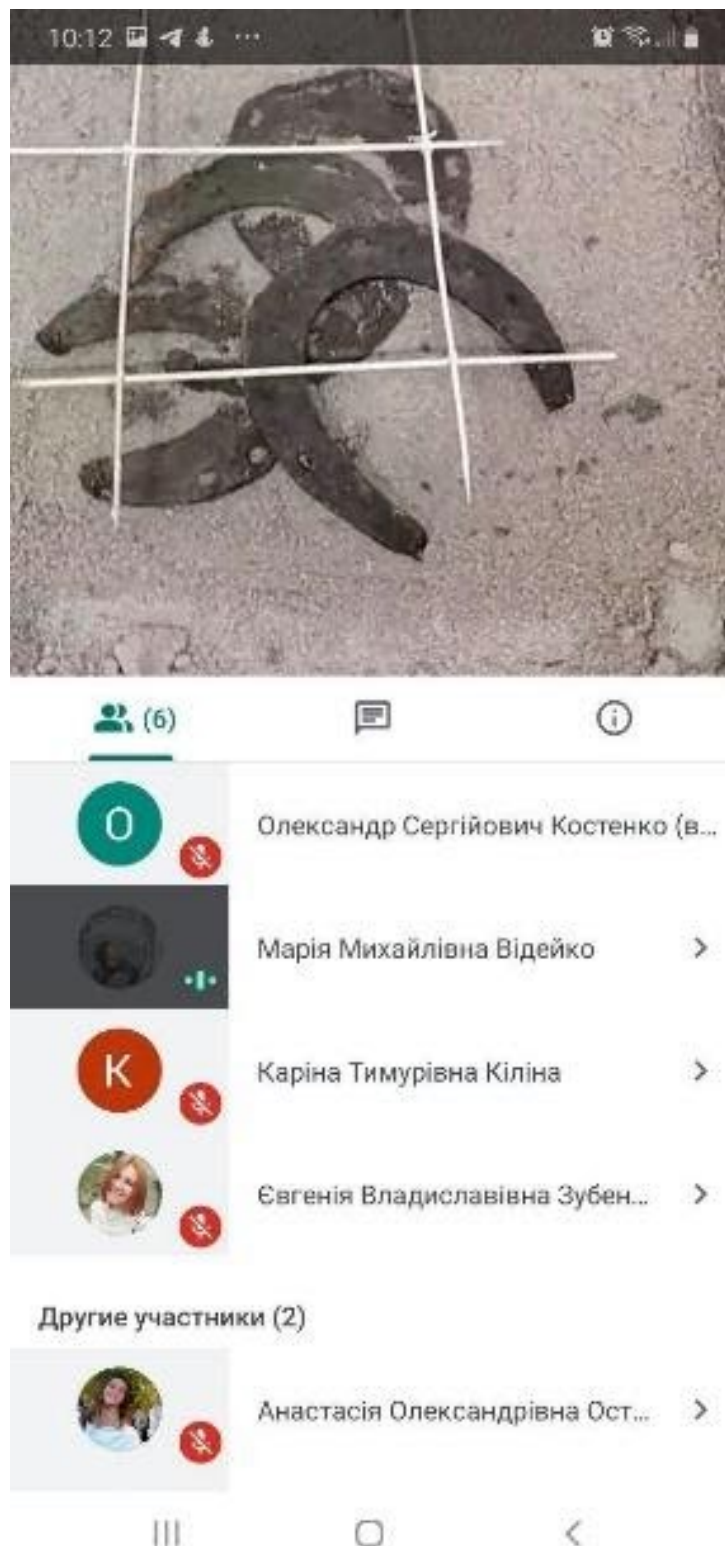 10:12
(6)
О
Олександр Сергійович Костенко (в...
Марія Михайлівна Відейко
К
Каріна Тимурівна Кіліна
Євгенія Владиславівна Зубен...
Другие участники (2)
Анастасія Олександрівна Ост...